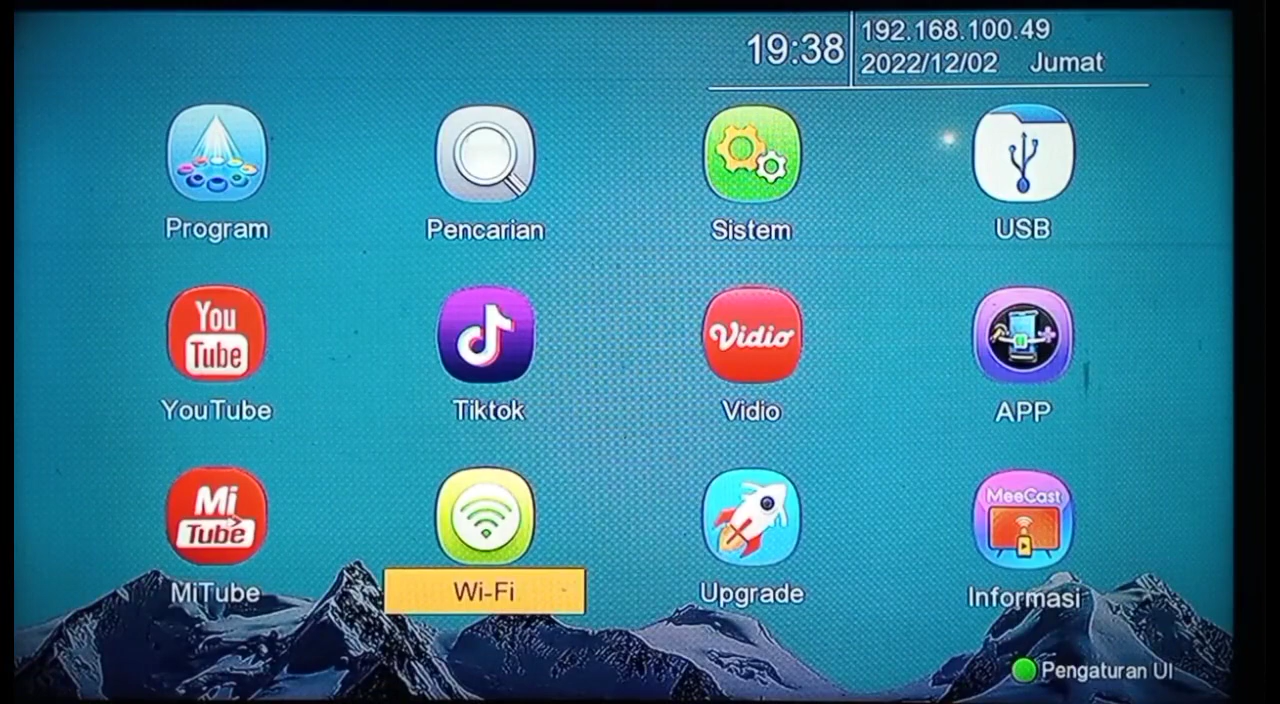 19:38
192.168.100.49
2022/12/02 Jumat
Program
Pencarian
Sistem
USB
You
Tube
Vidio
YouTube
Tiktok
Vidio
APP
Mi
Tube
MeeCast
MiTube
Wi-Fi
Upgrade
Informasi
Pengaturan UI